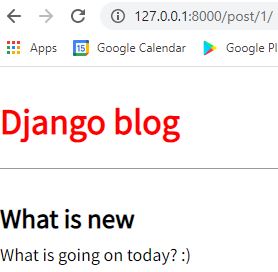 127.0.0.1:8000/post/1/
Apps 15 Google Calendar Google Pl
Django blog
What is new
What is going on today? :)